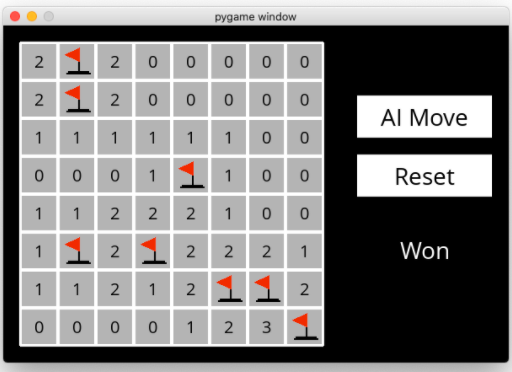 pygame window
2 2 0 0 0 0 0
2 2 0 0 0 0 0
AI Move
1 1 1 1 1 1 0 0
0 0 0 1 1 0 0
Reset
1 1 2 2 2 1 0 0
1 2 2 2 2 1
Won
1 1 2 1 2 2
0 0 0 0 1 2 3